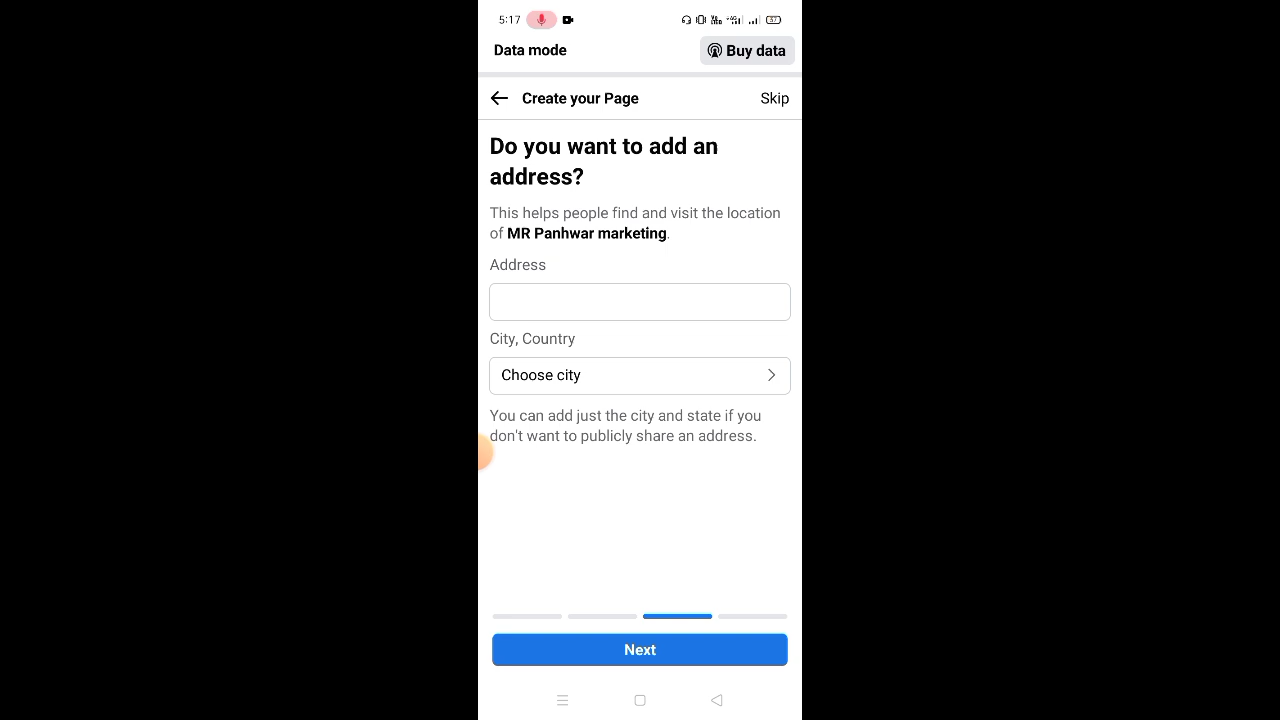 5:17
57
Data mode
Buy data
Create your Page
Skip
Do you want to add an
address?
This helps people find and visit the location
of MR Panhwar marketing.
Address
City, Country
Choose city
You can add just the city and state if you
don't want to publicly share an address.
Next